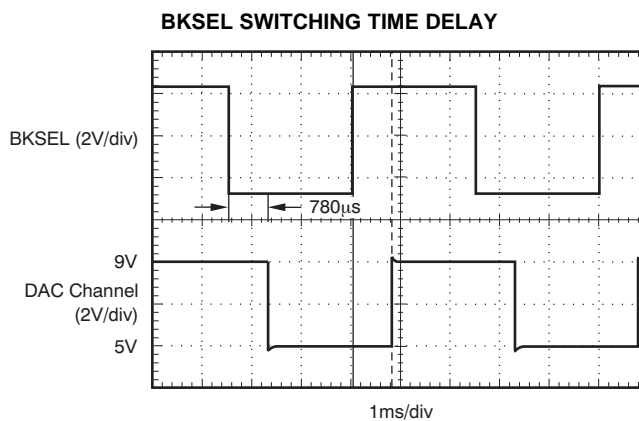 BKSEL SWITCHING TIME DELAY
BKSEL (2V/div)
780μs
9V
DAC Channel
(2V/div)
5V
1ms/div